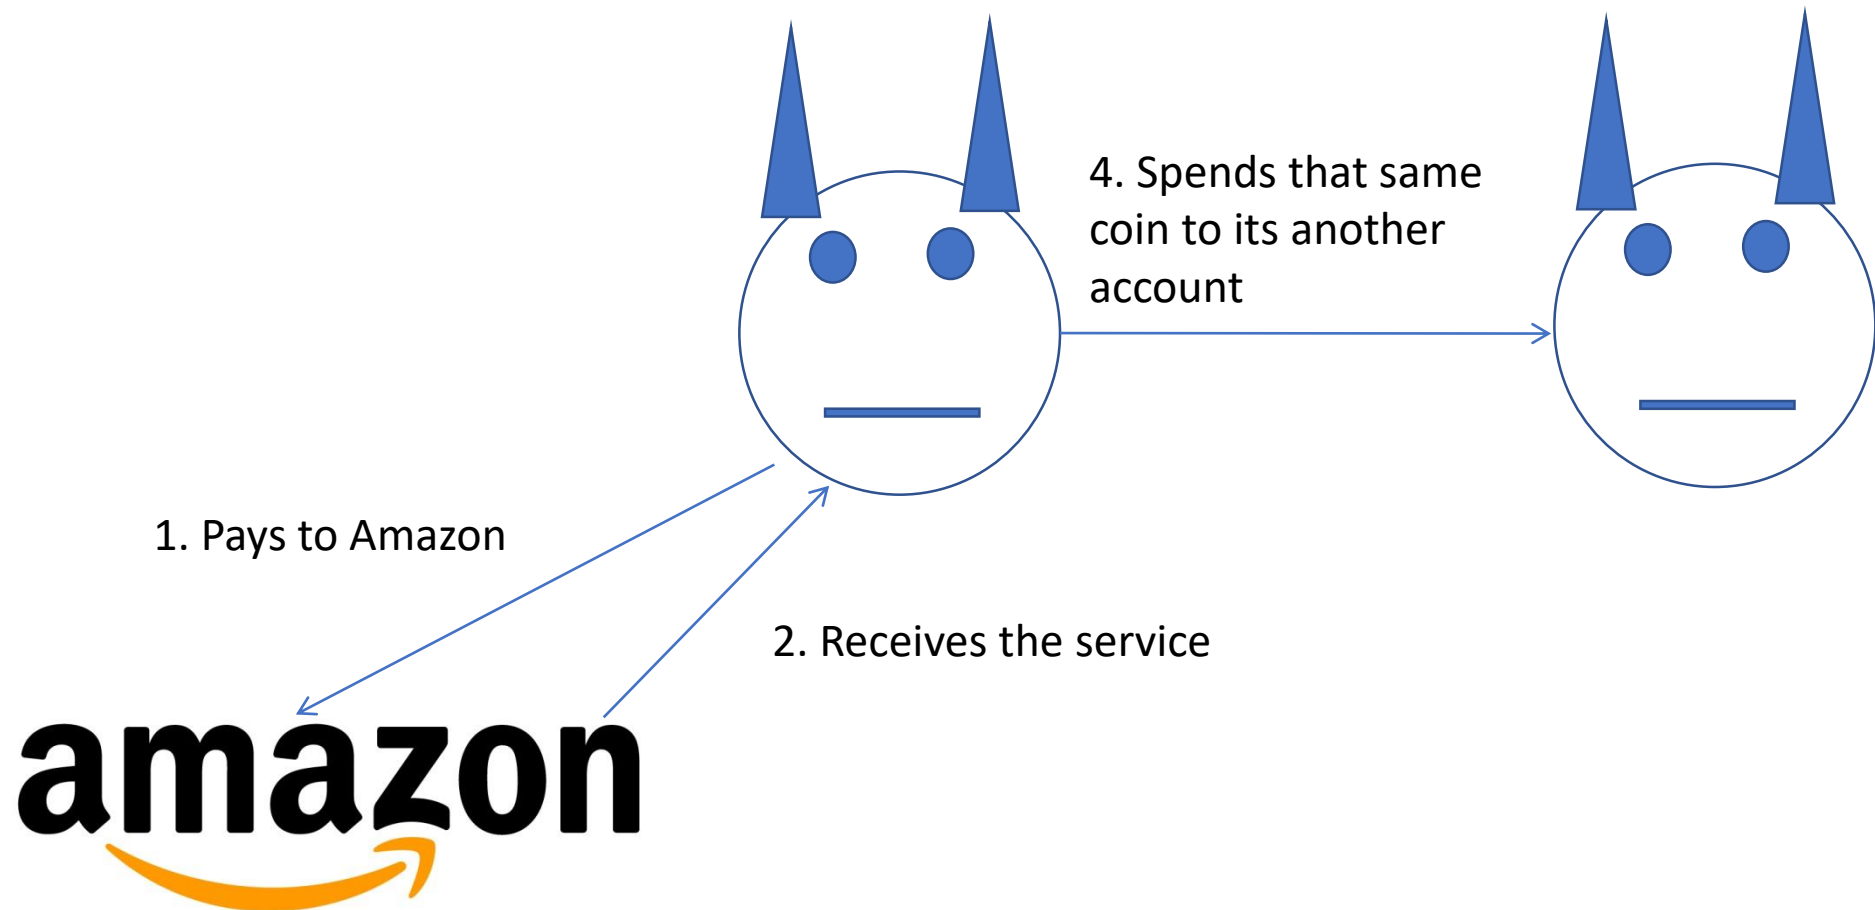 4. Spends that same
coin to its another
account
1. Pays to Amazon
2. Receives the service
amazon